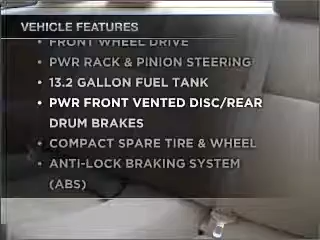 VEHICLE FEATURES
• FRONT WHEEL DRIVE
• PWR RACK & PINION STEERING
• 13.2 GALLON FUEL TANK
• PWR FRONT VENTED DISC/REAR
DRUM BRAKES
• COMPACT SPARE TIRE & WHEEL
• ANTI-LOCK BRAKING SYSTEM
(ABS)